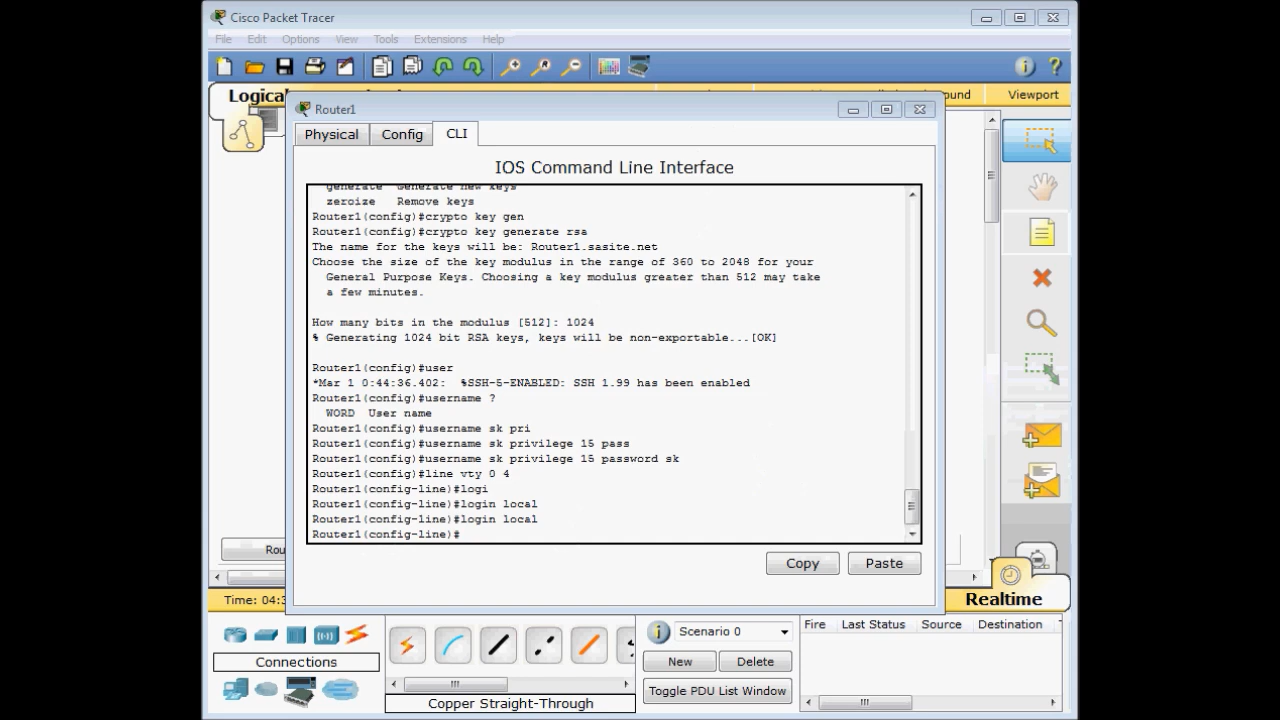 Cisco Packet Tracer
File Edit Options View Tools Extensions Help
Logical
Viewport
Router1
Physical Config CLI
IOS Command Line Interface
generate Generate new keys
zeroize Remove keys
Router1(config)#crypto key gen
Router1(config)#crypto key generate rsa
The name for the keys will be: Router1.sasite.net
Choose the size of the key modulus in the range of 360 to 2048 for your
General Purpose Keys. Choosing a key modulus greater than 512 may take
a few minutes.
How many bits in the modulus [512]: 1024
% Generating 1024 bit RSA keys, keys will be non-exportable...[OK]
Router1(config)#user
*Mar 1 0:44:36.402: %SSH-5-ENABLED: SSH 1.99 has been enabled
Router1(config)#username ?
WORD User name
Router1(config)#username sk pri
Router1(config)#username sk privilege 15 pass
Router1(config)#username sk privilege 15 password sk
Router1(config)#line vty 0 4
Router1(config-line)#logi
Router1(config-line)#login local
Router1(config-line)#login local
Router1(config-line)#
Copy Paste
Rou
Time: 04:3
Realtime
Connections
Copper Straight-Through
Scenario 0
New Delete
Toggle PDU List Window
Fire Last Status Source Destination